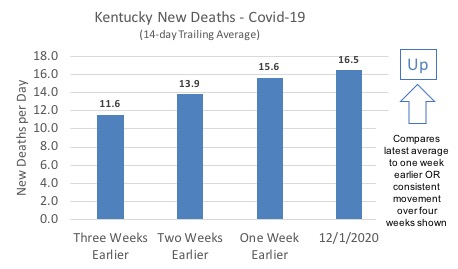 Kentucky New Deaths - Covid-19
(14-day Trailing Average)
New Deaths per Day
18.0
16.0
14.0
12.0
10.0
8.0
6.0
4.0
2.0
0.0
11.6
13.9
15.6
16.5
Three Weeks
Earlier
Two Weeks
Earlier
One Week
Earlier
12/1/2020
Up
Compares
latest average
to one week
earlier OR
consistent
movement
over four
weeks shown